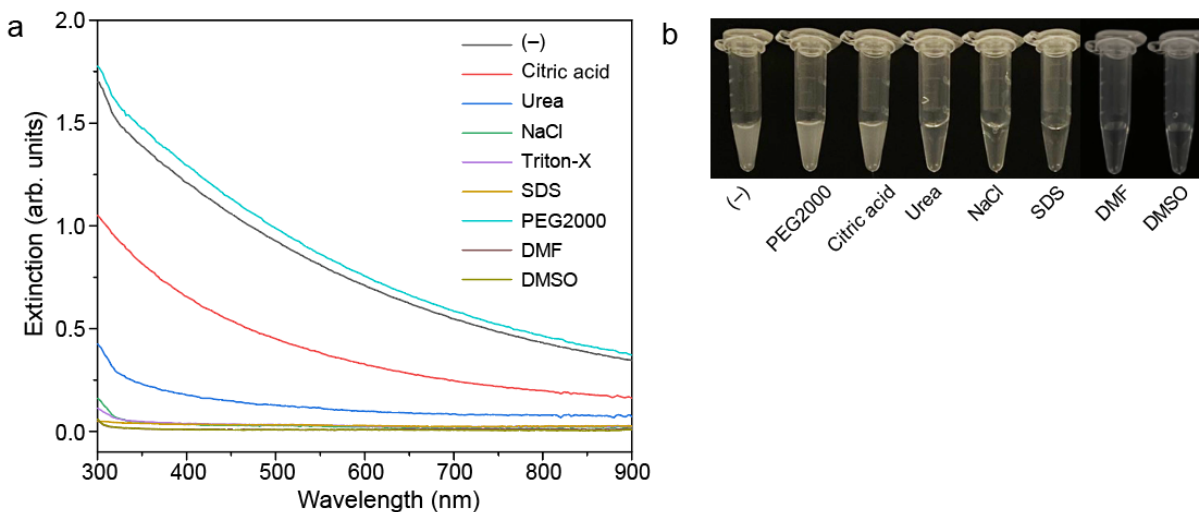 a
2.0
1.5
1.0
0.5
0.0
Extinction (arb. units)
300 400 500 600 700 800 900
Wavelength (nm)
(–)
Citric acid
Urea
NaCl
Triton-X
SDS
PEG2000
DMF
DMSO
b
(–)
PEG2000
Citric acid
Urea
NaCl
SDS
DMF
DMSO